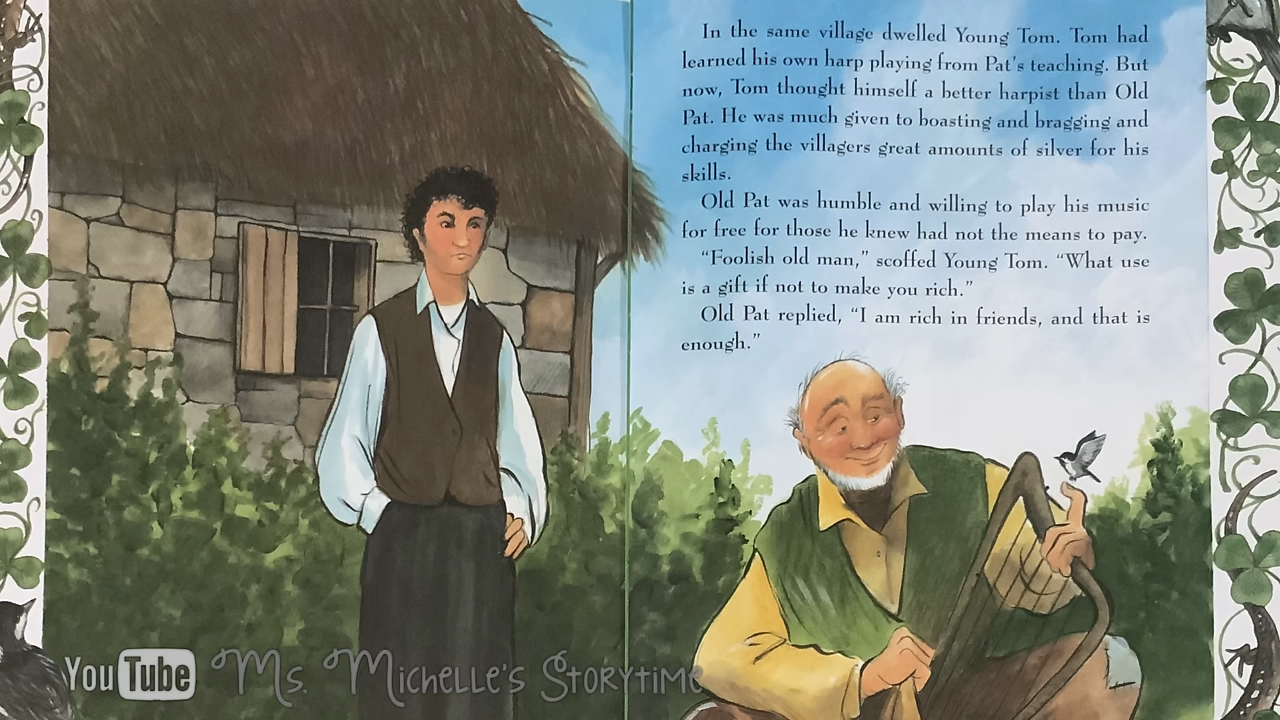 In the same village dwelled Young Tom. Tom had
learned his own harp playing from Pat's teaching. But
now, Tom thought himself a better harpist than Old
Pat. He was much given to boasting and bragging and
charging the villagers great amounts of silver for his
skills.
Old Pat was humble and willing to play his music
for free for those he knew had not the means to pay.
“Foolish old man,” scoffed Young Tom. “What use
is a gift if not to make you rich.”
Old Pat replied, “I am rich in friends, and that is
enough.”
YouTube Ms. Michelle's Storytime